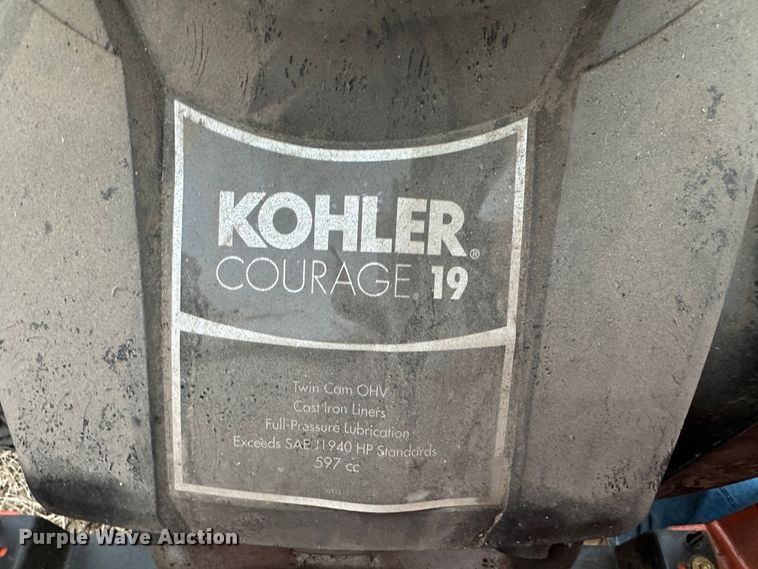 KOHLER®
COURAGE® 19
Twin Cam OHV
Cast Iron Liners
Full-Pressure Lubrication
Exceeds SAE J1940 HP Standards
597 cc
Purple Wave Auction